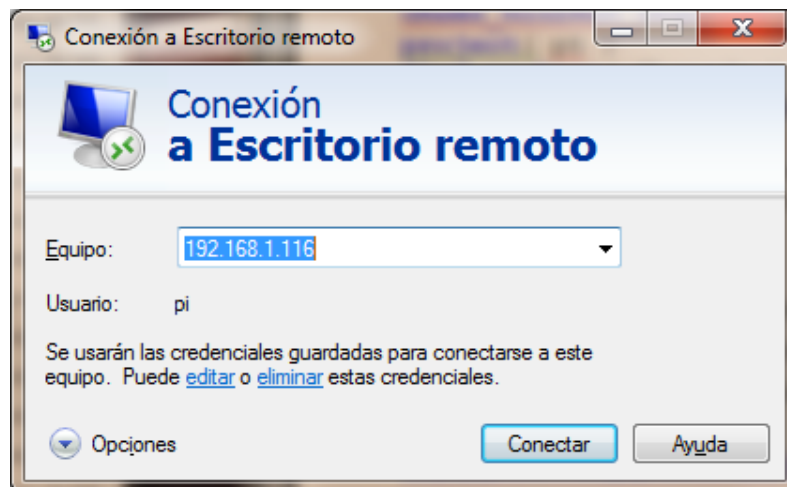 Conexión a Escritorio remoto
Conexión
a Escritorio remoto
Equipo: 192.168.1.116
Usuario: pi
Se usarán las credenciales guardadas para conectarse a este
equipo. Puede editar o eliminar estas credenciales.
Opciones Conectar Ayuda